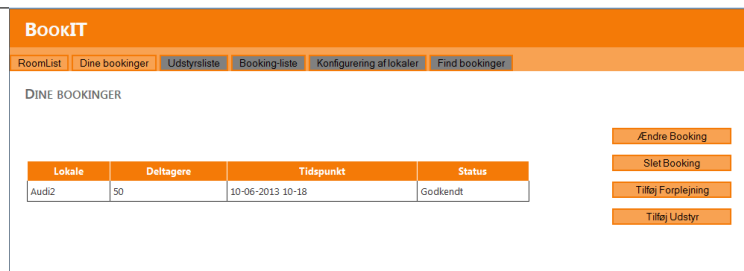 BookIT
RoomList Dine bookinger Udstyrsliste Booking-liste Konfigurering af lokaler Find bookinger
Dine bookinger
Ændre Booking
Slet Booking
Tilføj Forplejning
Tilføj Udstyr
Lokale Deltagere Tidspunkt Status
Audi2 50 10-06-2013 10-18 Godkendt